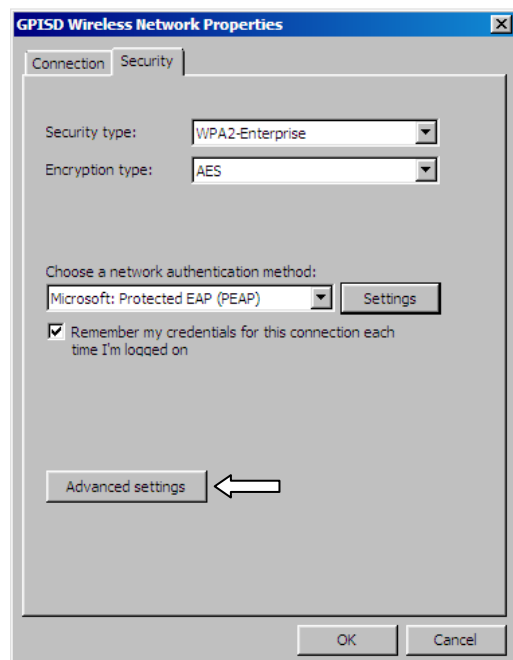 GPISD Wireless Network Properties
Connection
Security
Security type:
WPA2-Enterprise
Encryption type:
AES
Choose a network authentication method:
Microsoft: Protected EAP (PEAP)
Settings
Remember my credentials for this connection each
time I'm logged on
Advanced settings
OK
Cancel